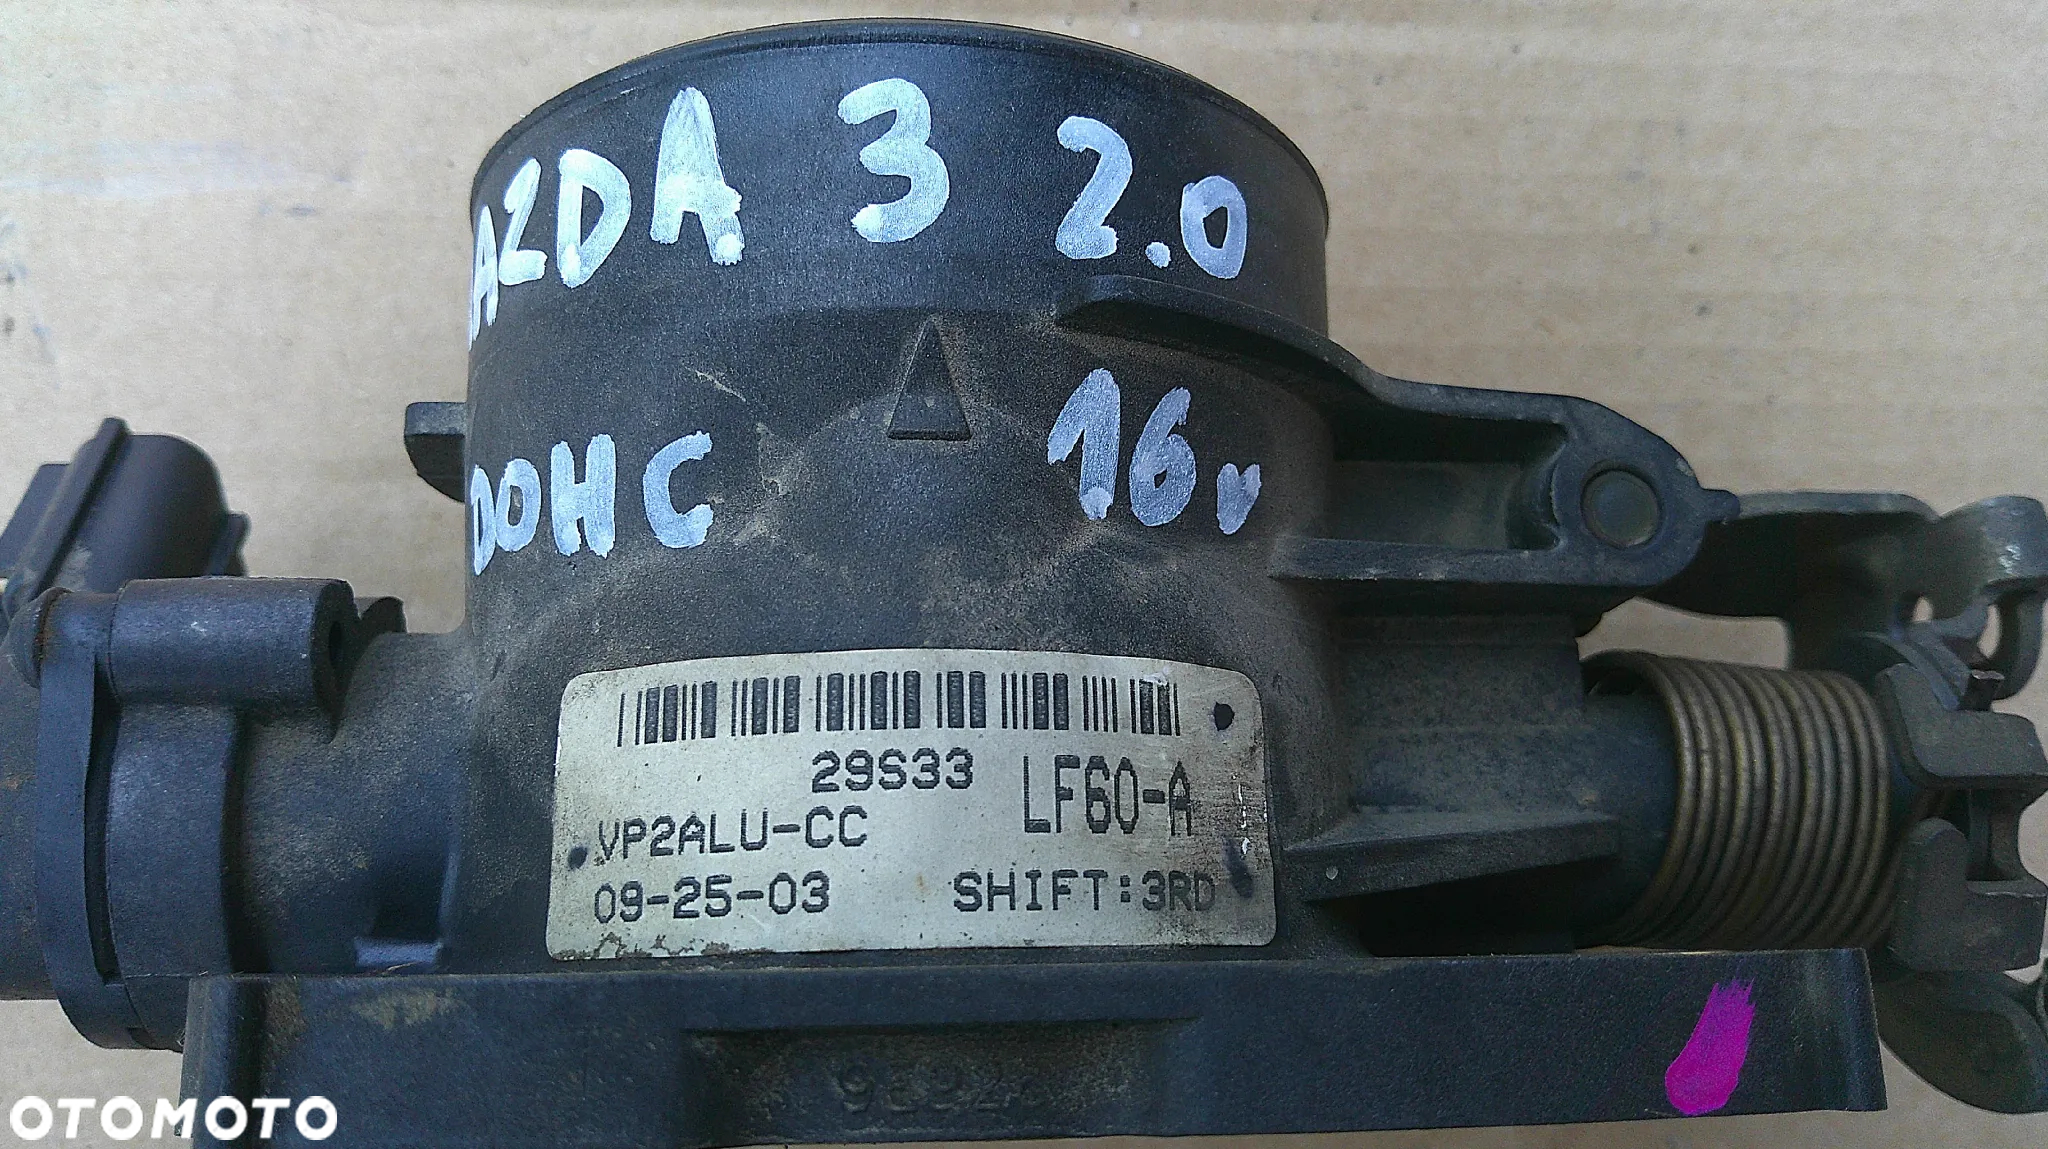 AZDA 3 2.0
DOHC 16v
29S33
LF60-A
VP2ALU-CC
09-25-03 SHIFT:3RD
OTOMOTO